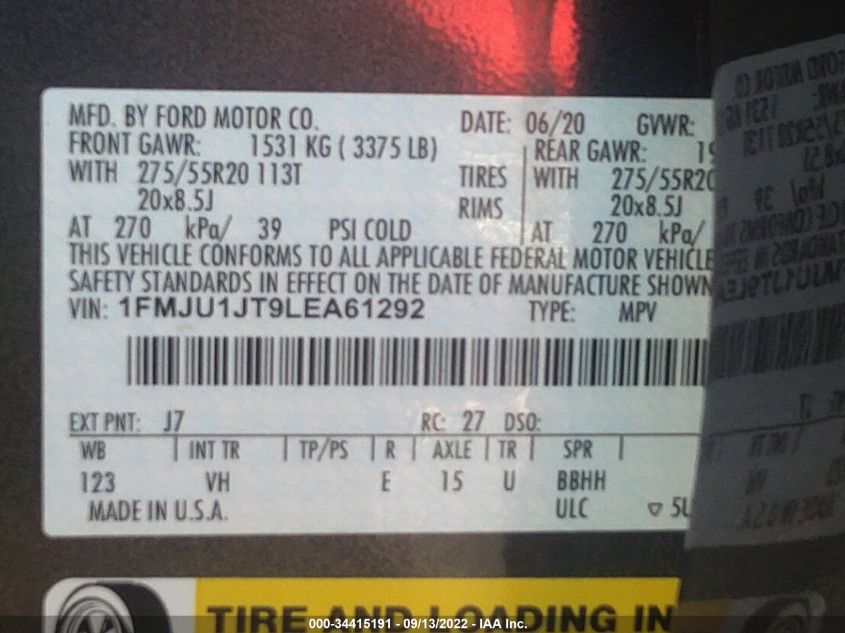 MFD. BY FORD MOTOR CO. DATE: 06/20 GVWR:
FRONT GAWR: 1531 KG ( 3375 LB) REAR GAWR: 19
WITH 275/55R20 113T TIRES WITH 275/55R20
20x8.5J RIMS 20x8.5J
AT 270 kPa/ 39 PSI COLD AT 270 kPa/
THIS VEHICLE CONFORMS TO ALL APPLICABLE FEDERAL MOTOR VEHICLE
SAFETY STANDARDS IN EFFECT ON THE DATE OF MANUFACTURE SHOWN
VIN: 1FMJU1JT9LEA61292 TYPE: MPV
EXT PNT: J7 RC: 27 DSO:
WB INT TR TP/PS R AXLE TR SPR
123 VH E 15 U BBHH
MADE IN U.S.A. ULC ▽ 5U
TIRE AND LOADING IN
000-34415191 - 09/13/2022 - IAA Inc.